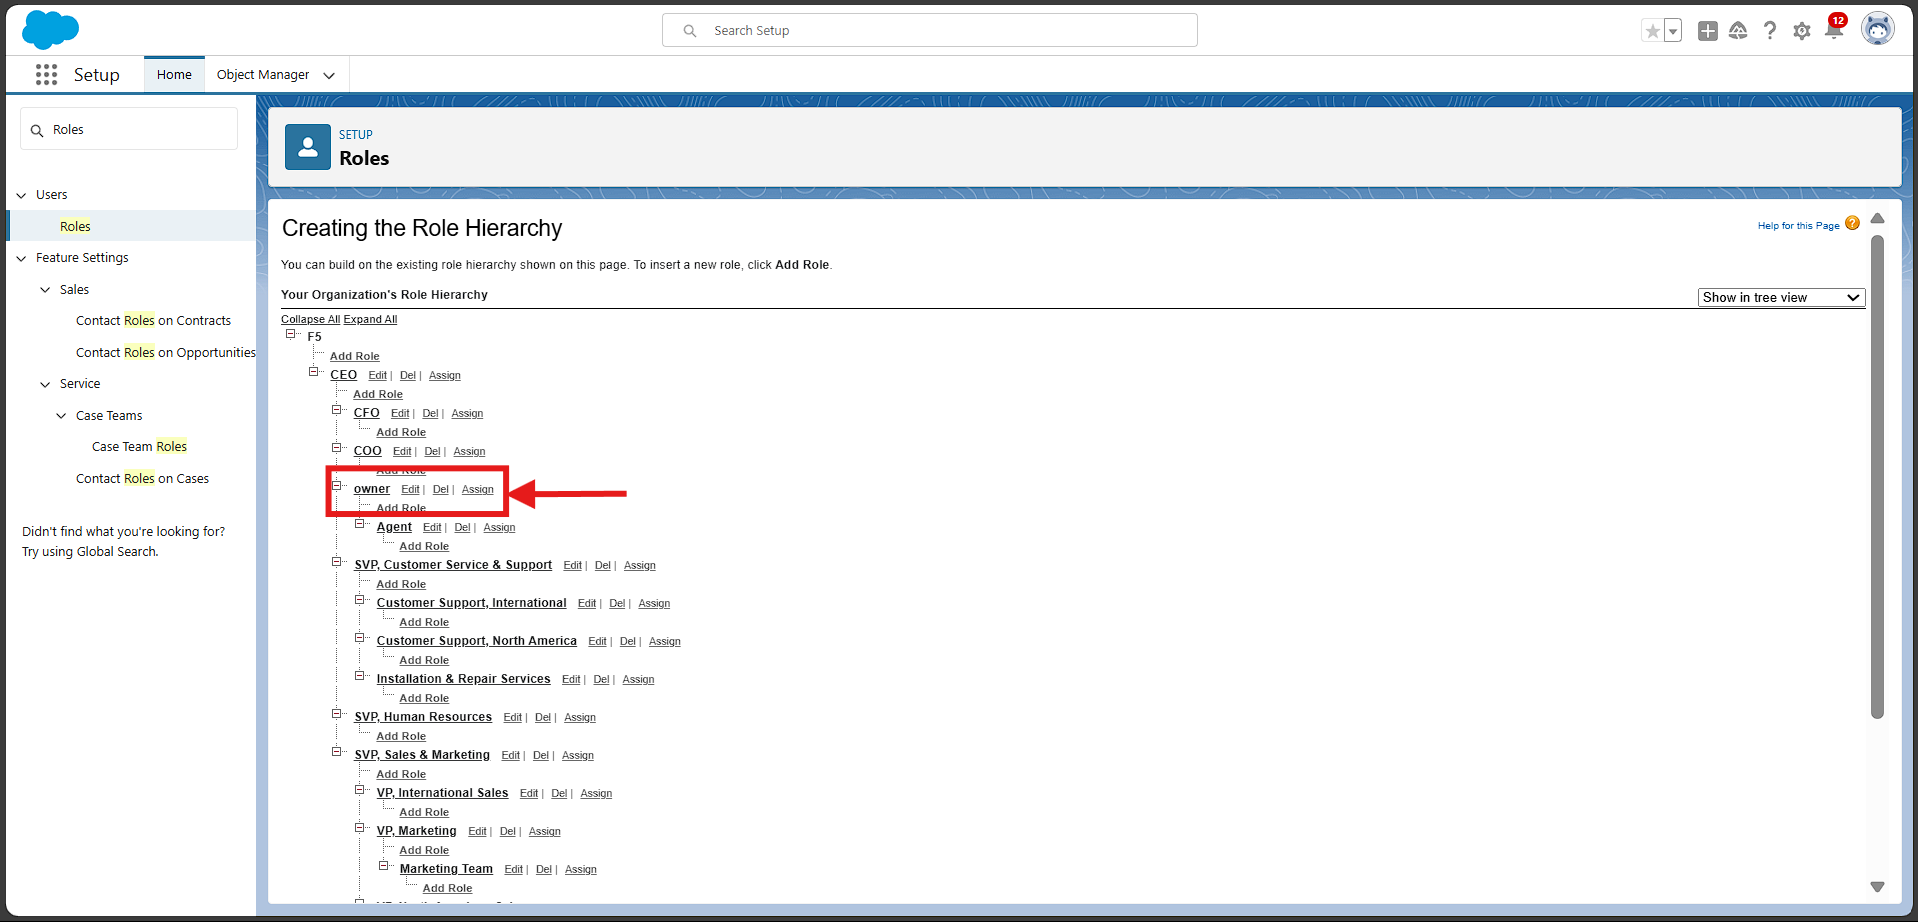 Search Setup
12
Setup
Home
Object Manager
Roles
Users
Roles
Feature Settings
Sales
Contact Roles on Contracts
Contact Roles on Opportunities
Service
Case Teams
Case Team Roles
Contact Roles on Cases
Didn't find what you're looking for?
Try using Global Search.
SETUP
Roles
Creating the Role Hierarchy
Help for this Page ?
You can build on the existing role hierarchy shown on this page. To insert a new role, click Add Role.
Your Organization's Role Hierarchy
Show in tree view
Collapse All Expand All
F5
Add Role
CEO Edit | Del | Assign
Add Role
CFO Edit | Del | Assign
Add Role
COO Edit | Del | Assign
Add Role
owner Edit | Del | Assign
Add Role
Agent Edit | Del | Assign
Add Role
SVP, Customer Service & Support Edit | Del | Assign
Add Role
Customer Support, International Edit | Del | Assign
Add Role
Customer Support, North America Edit | Del | Assign
Add Role
Installation & Repair Services Edit | Del | Assign
Add Role
SVP, Human Resources Edit | Del | Assign
Add Role
SVP, Sales & Marketing Edit | Del | Assign
Add Role
VP, International Sales Edit | Del | Assign
Add Role
VP, Marketing Edit | Del | Assign
Add Role
Marketing Team Edit | Del | Assign
Add Role